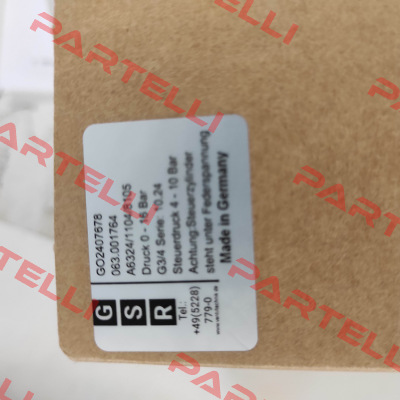 PARTELLI
GO2407678
063.001764
A6324/1104/8105
Druck 0 - 16 Bar
G3/4 Serie: 10.24
Steuerdruck 4 - 10 Bar
Achtung:Steuerzylinder
steht unter Federspannung
Made in Germany
G S R
Tel.:
+49(5228)
779-0
PARTELLI
PARTELLI
PARTELLI
PARTELLI